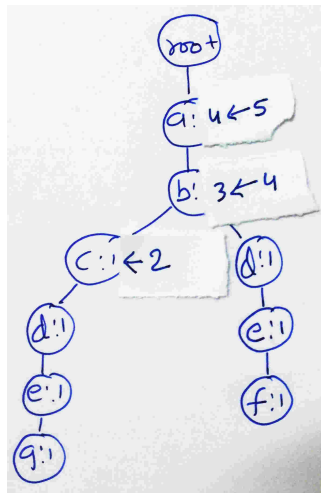 root
a: 4←5
b: 3←4
c:1 ←2 d:1
d:1 e:1
e:1 f:1
g:1